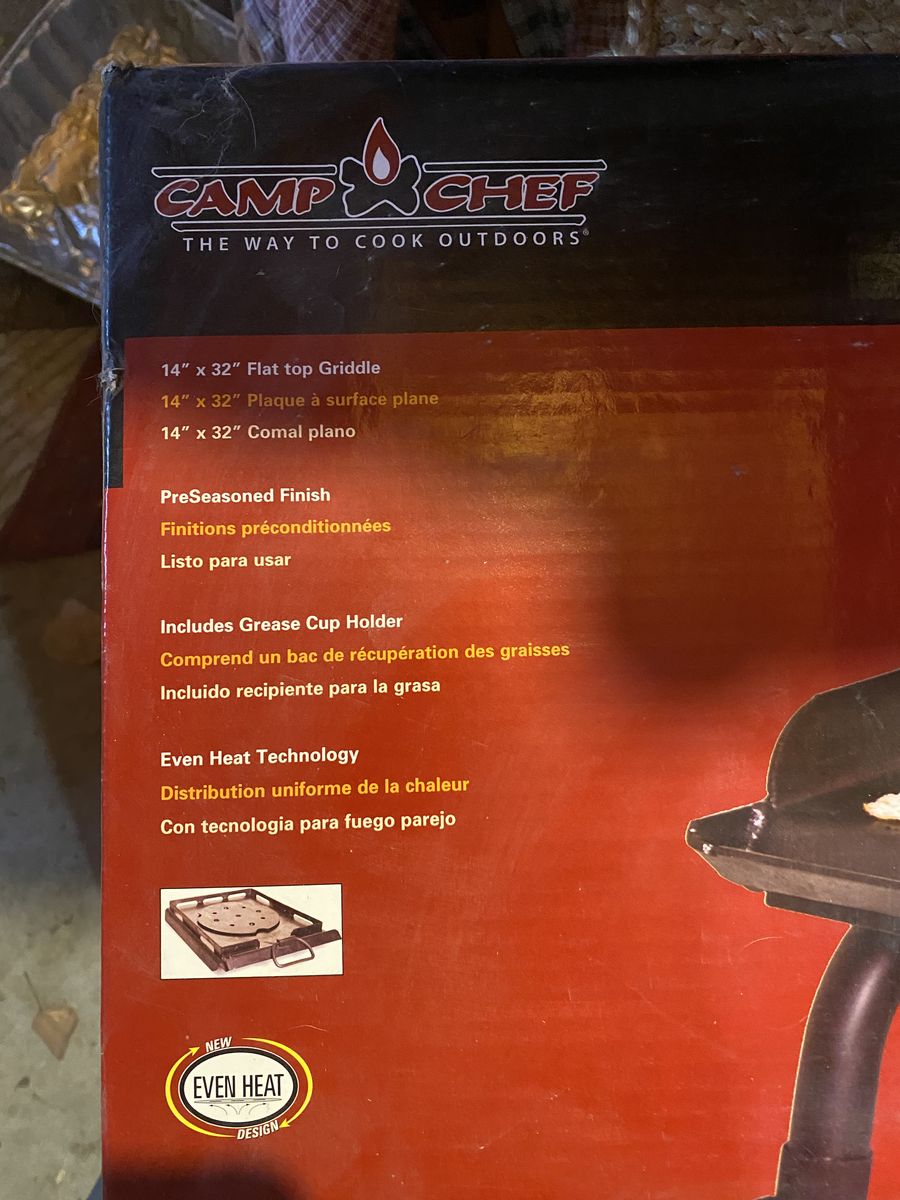 CAMP CHEF
THE WAY TO COOK OUTDOORS®
14" x 32" Flat top Griddle
14" x 32" Plaque à surface plane
14" x 32" Comal plano
PreSeasoned Finish
Finitions préconditionnées
Listo para usar
Includes Grease Cup Holder
Comprend un bac de récupération des graisses
Incluido recipiente para la grasa
Even Heat Technology
Distribution uniforme de la chaleur
Con tecnologia para fuego parejo
NEW
EVEN HEAT
DESIGN